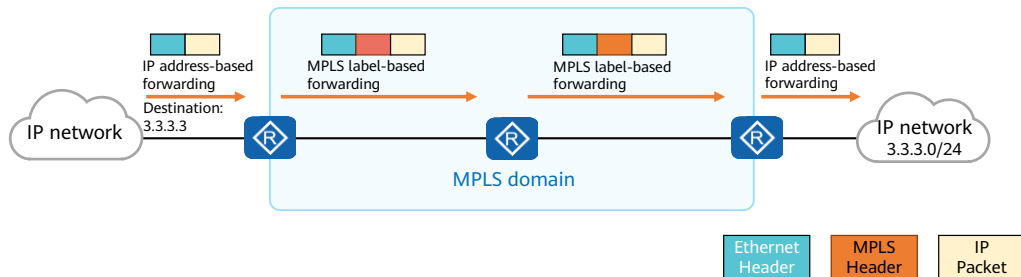 IP address-based
forwarding
Destination:
3.3.3.3
MPLS label-based
forwarding
MPLS label-based
forwarding
IP address-based
forwarding
IP network
R
R
R
IP network
3.3.3.0/24
MPLS domain
Ethernet
Header
MPLS
Header
IP
Packet